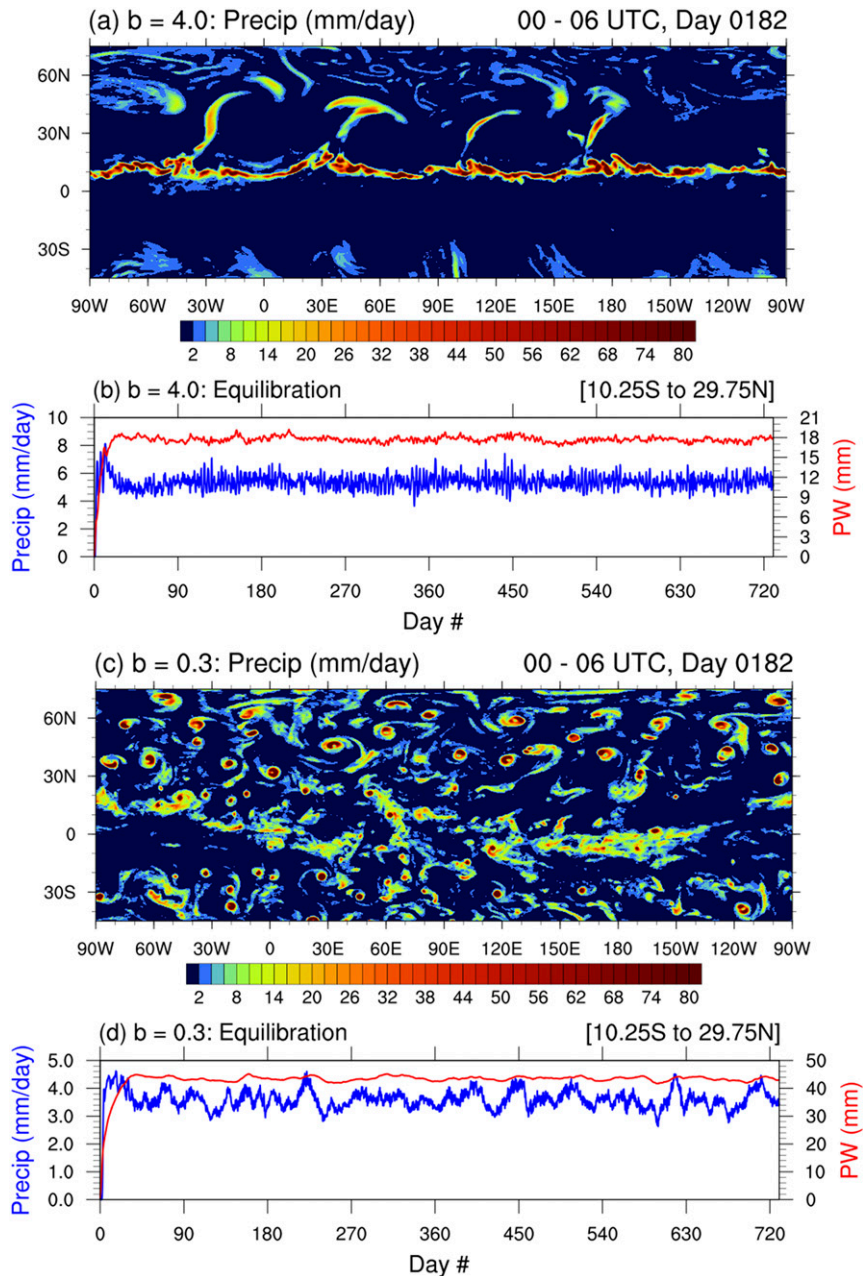 (a) b = 4.0: Precip (mm/day) 00 - 06 UTC, Day 0182
60N
30N
0
30S
90W 60W 30W 0 30E 60E 90E 120E 150E 180 150W 120W 90W
2 8 14 20 26 32 38 44 50 56 62 68 74 80
(b) b = 4.0: Equilibration [10.25S to 29.75N]
Precip (mm/day)
10
8
6
4
2
0
21
18
15
12
9
6
3
0
PW (mm)
0 90 180 270 360 450 540 630 720
Day #
(c) b = 0.3: Precip (mm/day) 00 - 06 UTC, Day 0182
60N
30N
0
30S
90W 60W 30W 0 30E 60E 90E 120E 150E 180 150W 120W 90W
2 8 14 20 26 32 38 44 50 56 62 68 74 80
(d) b = 0.3: Equilibration [10.25S to 29.75N]
Precip (mm/day)
5.0
4.0
3.0
2.0
1.0
0.0
50
40
30
20
10
0
PW (mm)
0 90 180 270 360 450 540 630 720
Day #